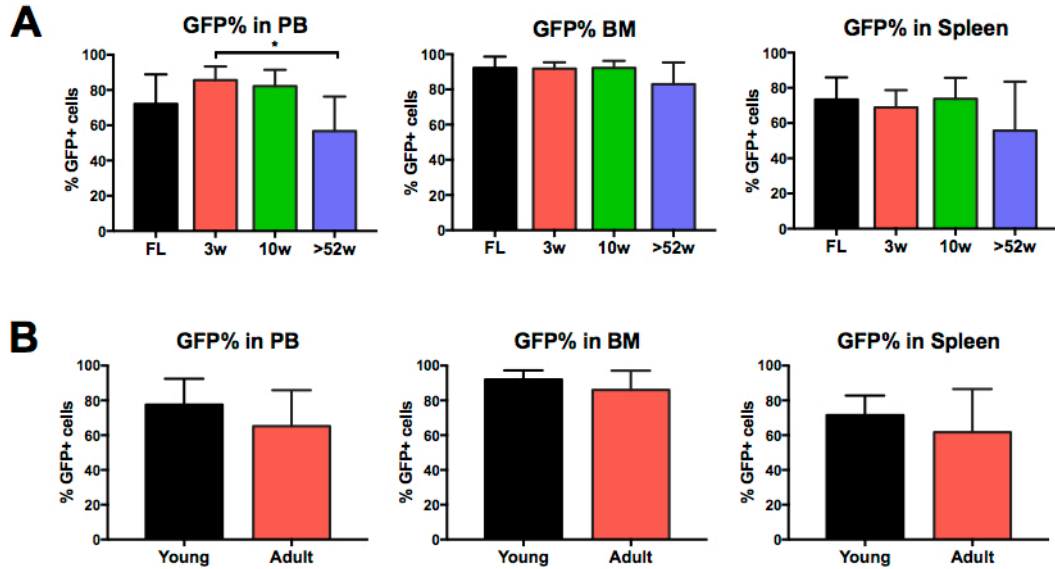 A
GFP% in PB
% GFP+ cells
100
80
60
40
20
0
*
FL 3w 10w >52w
GFP% BM
% GFP+ cells
100
80
60
40
20
0
FL 3w 10w >52w
GFP% in Spleen
% GFP+ cells
100
80
60
40
20
0
FL 3w 10w >52w
B
GFP% in PB
% GFP+ cells
100
80
60
40
20
0
Young Adult
GFP% in BM
% GFP+ cells
100
80
60
40
20
0
Young Adult
GFP% in Spleen
% GFP+ cells
100
80
60
40
20
0
Young Adult